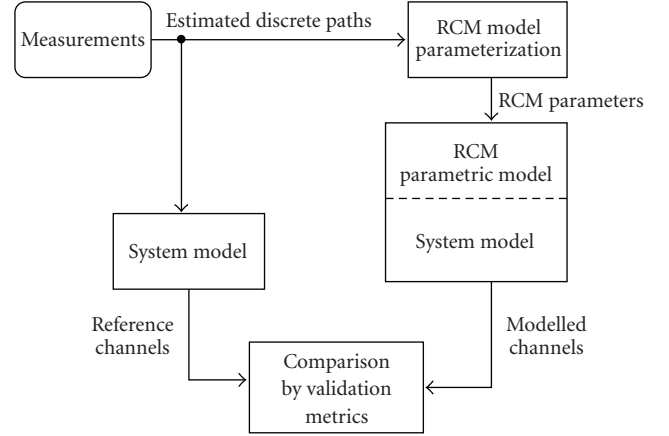 Measurements
Estimated discrete paths
RCM model
parameterization
RCM parameters
RCM
parametric model
System model
System model
Reference
channels
Modelled
channels
Comparison
by validation
metrics